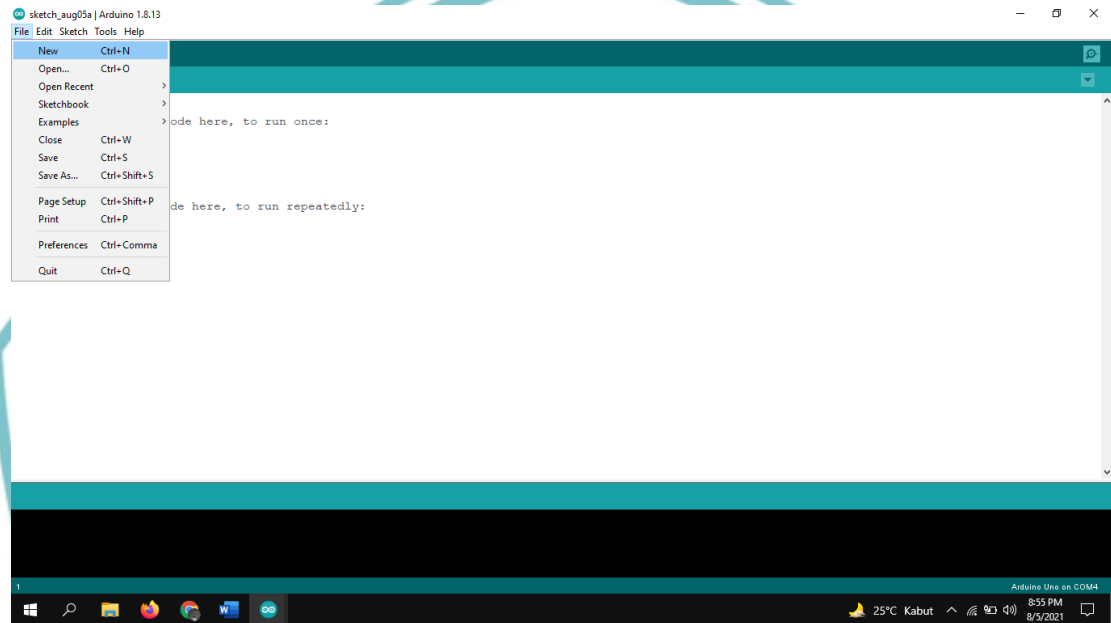 sketch_aug05a | Arduino 1.8.13
File Edit Sketch Tools Help
New Ctrl+N
Open... Ctrl+O
Open Recent
Sketchbook
Examples
Close Ctrl+W
Save Ctrl+S
Save As... Ctrl+Shift+S
Page Setup Ctrl+Shift+P
Print Ctrl+P
Preferences Ctrl+Comma
Quit Ctrl+Q
ode here, to run once:
de here, to run repeatedly:
1
Arduino Uno on COM4
W
25°C Kabut
8:55 PM
8/5/2021